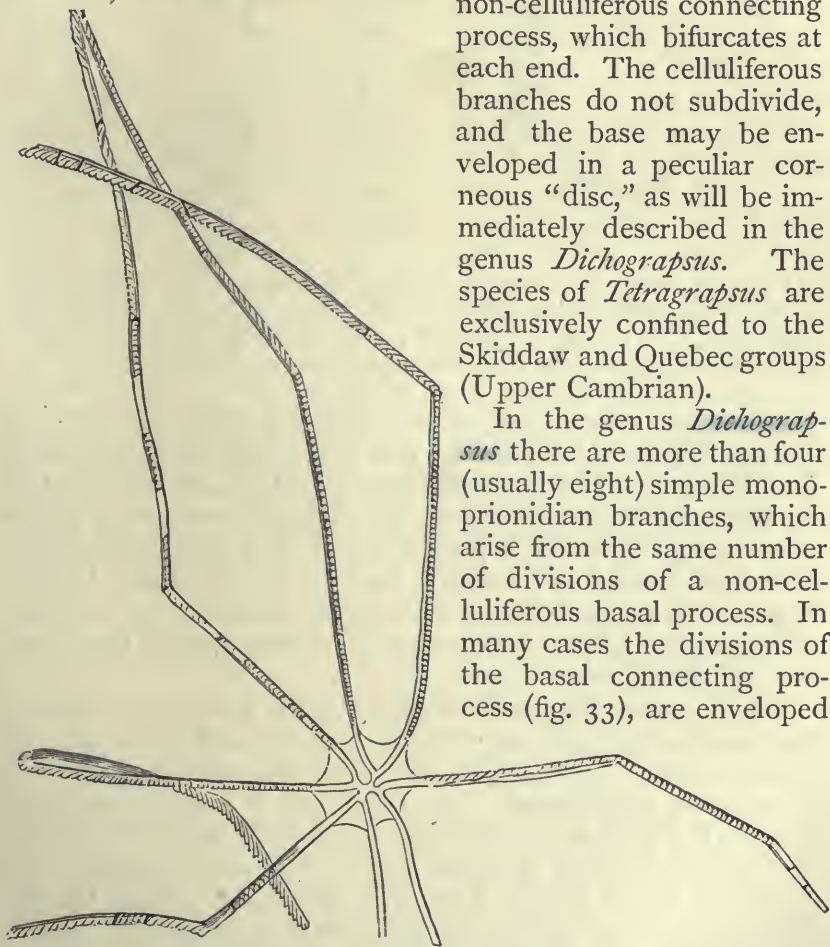 non-celluliferous connecting
process, which bifurcates at
each end. The celluliferous
branches do not subdivide,
and the base may be en-
veloped in a peculiar cor-
neous “disc,” as will be im-
mediately described in the
genus Dichograpsus. The
species of Tetragrapsus are
exclusively confined to the
Skiddaw and Quebec groups
(Upper Cambrian).
In the genus Dichograp-
sus there are more than four
(usually eight) simple mono-
prionidian branches, which
arise from the same number
of divisions of a non-cel-
luliferous basal process. In
many cases the divisions of
the basal connecting pro-
cess (fig. 33), are enveloped